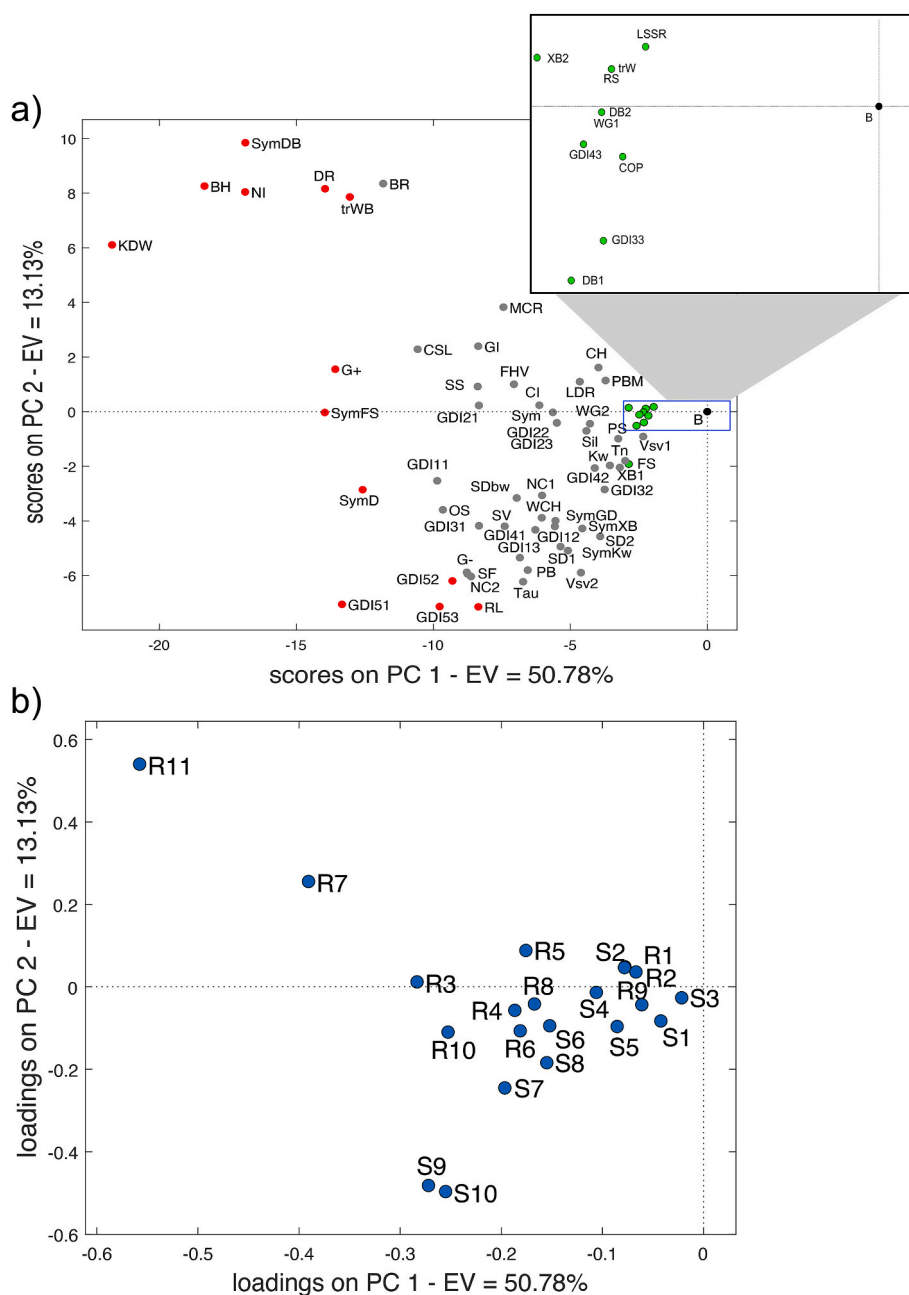 LSSR
XB2
trW
RS
DB2
WG1
B
GDI43
COP
GDI33
DB1
a)
10
8
6
4
2
0
-2
-4
-6
scores on PC 2 - EV = 13.13%
SymDB
BH
NI
DR
trWB
BR
KDW
MCR
CSL
GI
CH
G+
FHV
SS
LDR
PBM
CI
GDI21
Sym
WG2
SymFS
GDI22
GDI23
PS
B
Sil
Vsv1
Tn
Kw
GDI11
FS
GDI42
XB1
SDbw
NC1
GDI32
SymD
OS
WCH
SV
SymGD
GDI31
GDI41
GDI12
SymXB
GDI13
SD2
SD1
SymKw
G-
SF
PB
GDI52
NC2
Tau
Vsv2
GDI51
GDI53
RL
-20
-15
-10
-5
0
scores on PC 1 - EV = 50.78%
b)
0.6
0.4
0.2
0
-0.2
-0.4
-0.6
loadings on PC 2 - EV = 13.13%
R11
R7
R5
S2
R1
R3
R8
R2
R4
S4
R9
S3
R10
R6
S6
S5
S1
S8
S7
S9
S10
-0.6
-0.5
-0.4
-0.3
-0.2
-0.1
0
loadings on PC 1 - EV = 50.78%